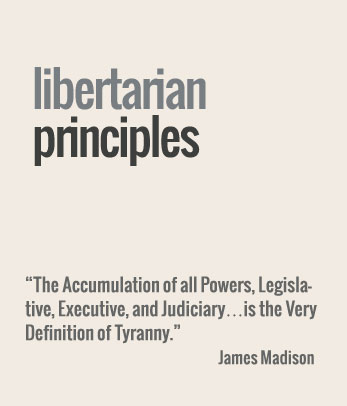 libertarian
principles
“The Accumulation of all Powers, Legisla-
tive, Executive, and Judiciary...is the Very
Definition of Tyranny.”
James Madison